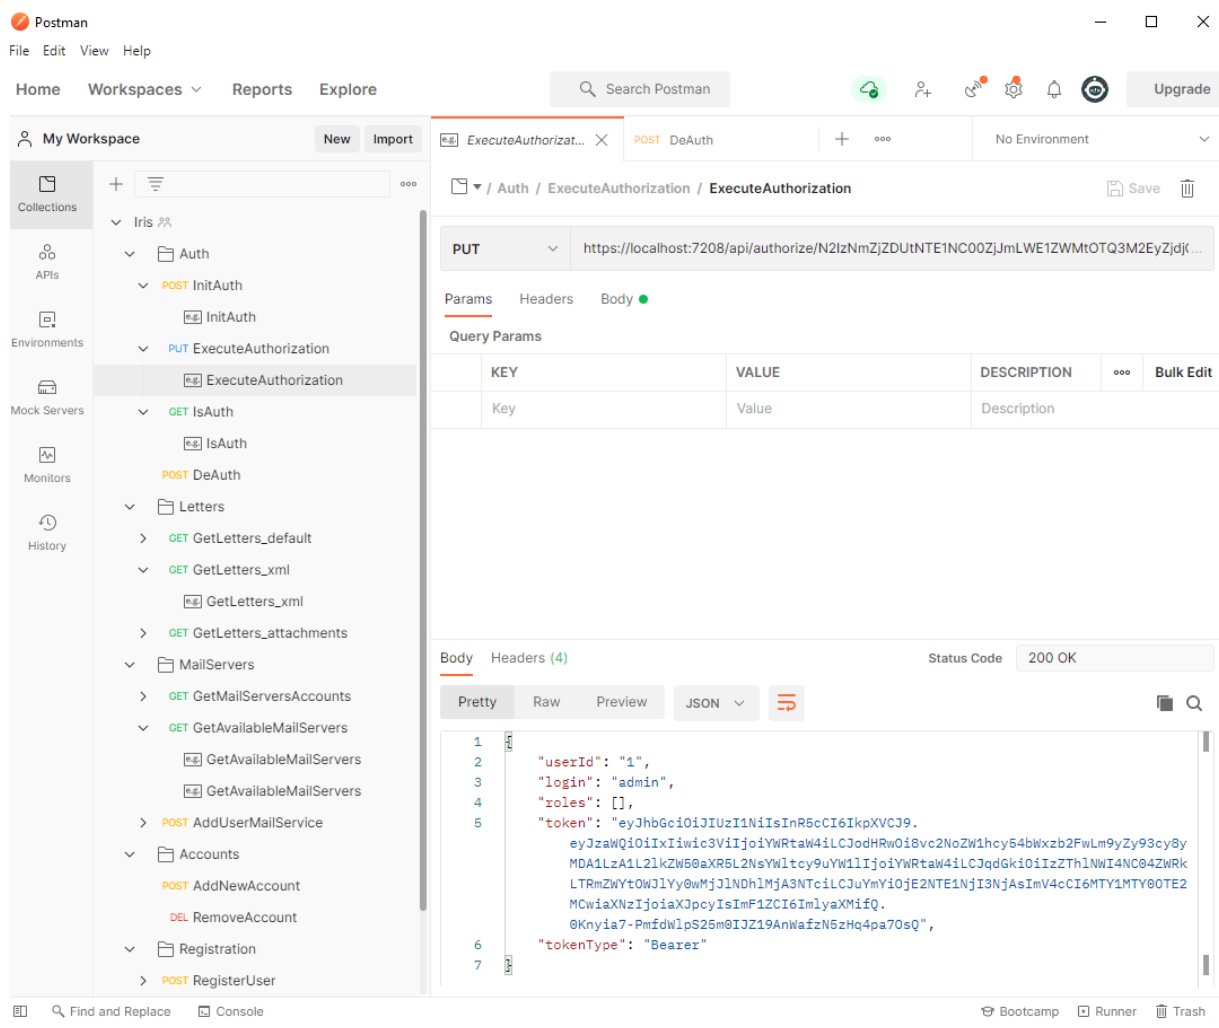 Postman
File Edit View Help
Home Workspaces Reports Explore Search Postman Upgrade
My Workspace New Import
e.g. ExecuteAuthorizat... POST DeAuth No Environment
Collections
APIs
Environments
Mock Servers
Monitors
History
Iris
Auth
POST InitAuth
e.g. InitAuth
PUT ExecuteAuthorization
e.g. ExecuteAuthorization
GET IsAuth
e.g. IsAuth
POST DeAuth
Letters
GET GetLetters_default
GET GetLetters_xml
e.g. GetLetters_xml
GET GetLetters_attachments
MailServers
GET GetMailServersAccounts
GET GetAvailableMailServers
e.g. GetAvailableMailServers
e.g. GetAvailableMailServers
POST AddUserMailService
Accounts
POST AddNewAccount
DEL RemoveAccount
Registration
POST RegisterUser
/ Auth / ExecuteAuthorization / ExecuteAuthorization Save
PUT https://localhost:7208/api/authorize/N2IzNmZjZDUtNTE1NC00ZjJmLWE1ZWMtOTQ3M2EyZjdj(...
Params Headers Body
Query Params
KEY VALUE DESCRIPTION Bulk Edit
Key Value Description
Body Headers (4) Status Code 200 OK
Pretty Raw Preview JSON
1 {
2 "userId": "1",
3 "login": "admin",
4 "roles": [],
5 "token": "eyJhbGciOiJIUzI1NiIsInR5cCI6IkpXVCJ9.
eyJzaWQiOiIxIiwic3ViIjoiYWRtaW4iLCJodHRwOi8vc2NoZW1hcy54bWxzb2FwLm9yZy93cy8y
MDA1LzA1L2lkZW50aXR5L2NsYWltcy9uYW1lIjoiYWRtaW4iLCJqdGkiOiIzZThlNWI4NC04ZWRk
LTRmZWYtOWJlYy0wMjJlNDhlMjA3NTciLCJuYmYiOjE2NTE1NjI3NjAsImV4cCI6MTY1MTY0OTE2
MCwiaXNzIjoiaXJpcyIsImF1ZCI6ImlyaXMifQ.
0Knyia7-PmfdWlpS25m0IJZ19AnWafzN5zHq4pa7OsQ",
6 "tokenType": "Bearer"
7 }
Find and Replace Console Bootcamp Runner Trash